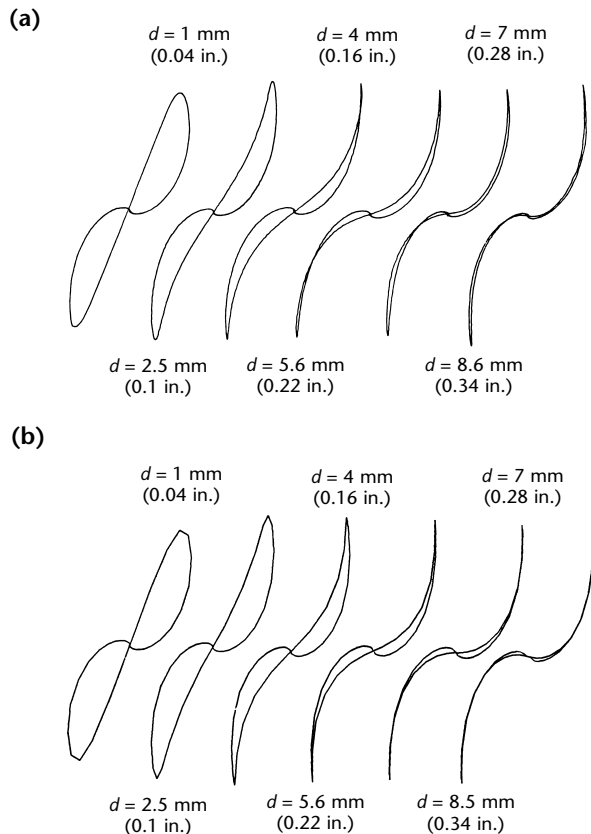 (a)
d = 1 mm
(0.04 in.)
d = 4 mm
(0.16 in.)
d = 7 mm
(0.28 in.)
d = 2.5 mm
(0.1 in.)
d = 5.6 mm
(0.22 in.)
d = 8.6 mm
(0.34 in.)
(b)
d = 1 mm
(0.04 in.)
d = 4 mm
(0.16 in.)
d = 7 mm
(0.28 in.)
d = 2.5 mm
(0.1 in.)
d = 5.6 mm
(0.22 in.)
d = 8.5 mm
(0.34 in.)